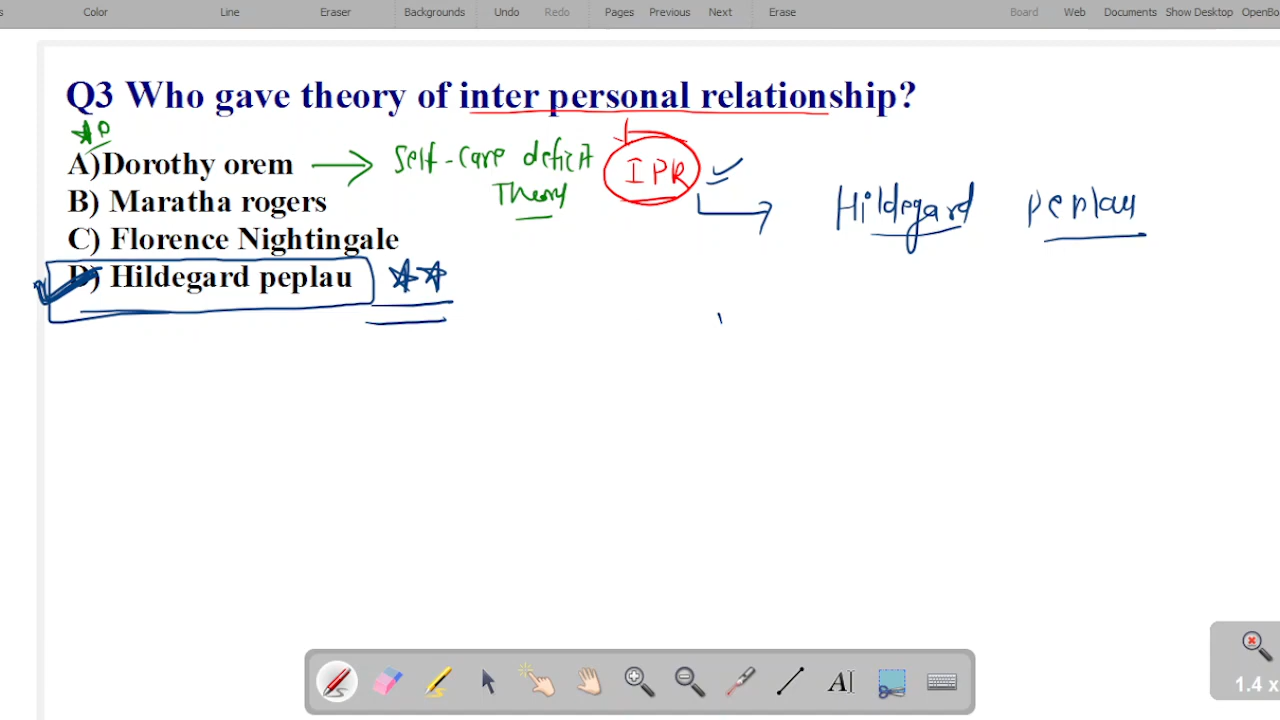 s Color Line Eraser Backgrounds Undo Redo Pages Previous Next Erase Board Web Documents Show Desktop OpenBo
Q3 Who gave theory of inter personal relationship?
A)Dorothy orem → Self-care deficit Theory
IPR
Hildegard peplau
B) Maratha rogers
C) Florence Nightingale
D) Hildegard peplau
1.4 x